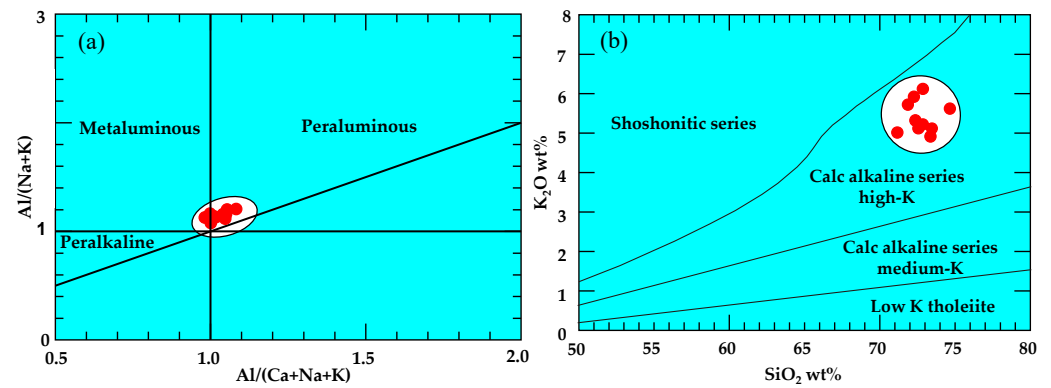 (a)
3
Metaluminous
Peraluminous
Al/(Na+K)
1
Peralkaline
0
0.5
1.0
1.5
2.0
Al/(Ca+Na+K)
(b)
8
7
6
5
4
3
2
1
0
K₂O wt%
Shoshonitic series
Calc alkaline series
high-K
Calc alkaline series
medium-K
Low K tholeiite
50
55
60
65
70
75
80
SiO₂ wt%